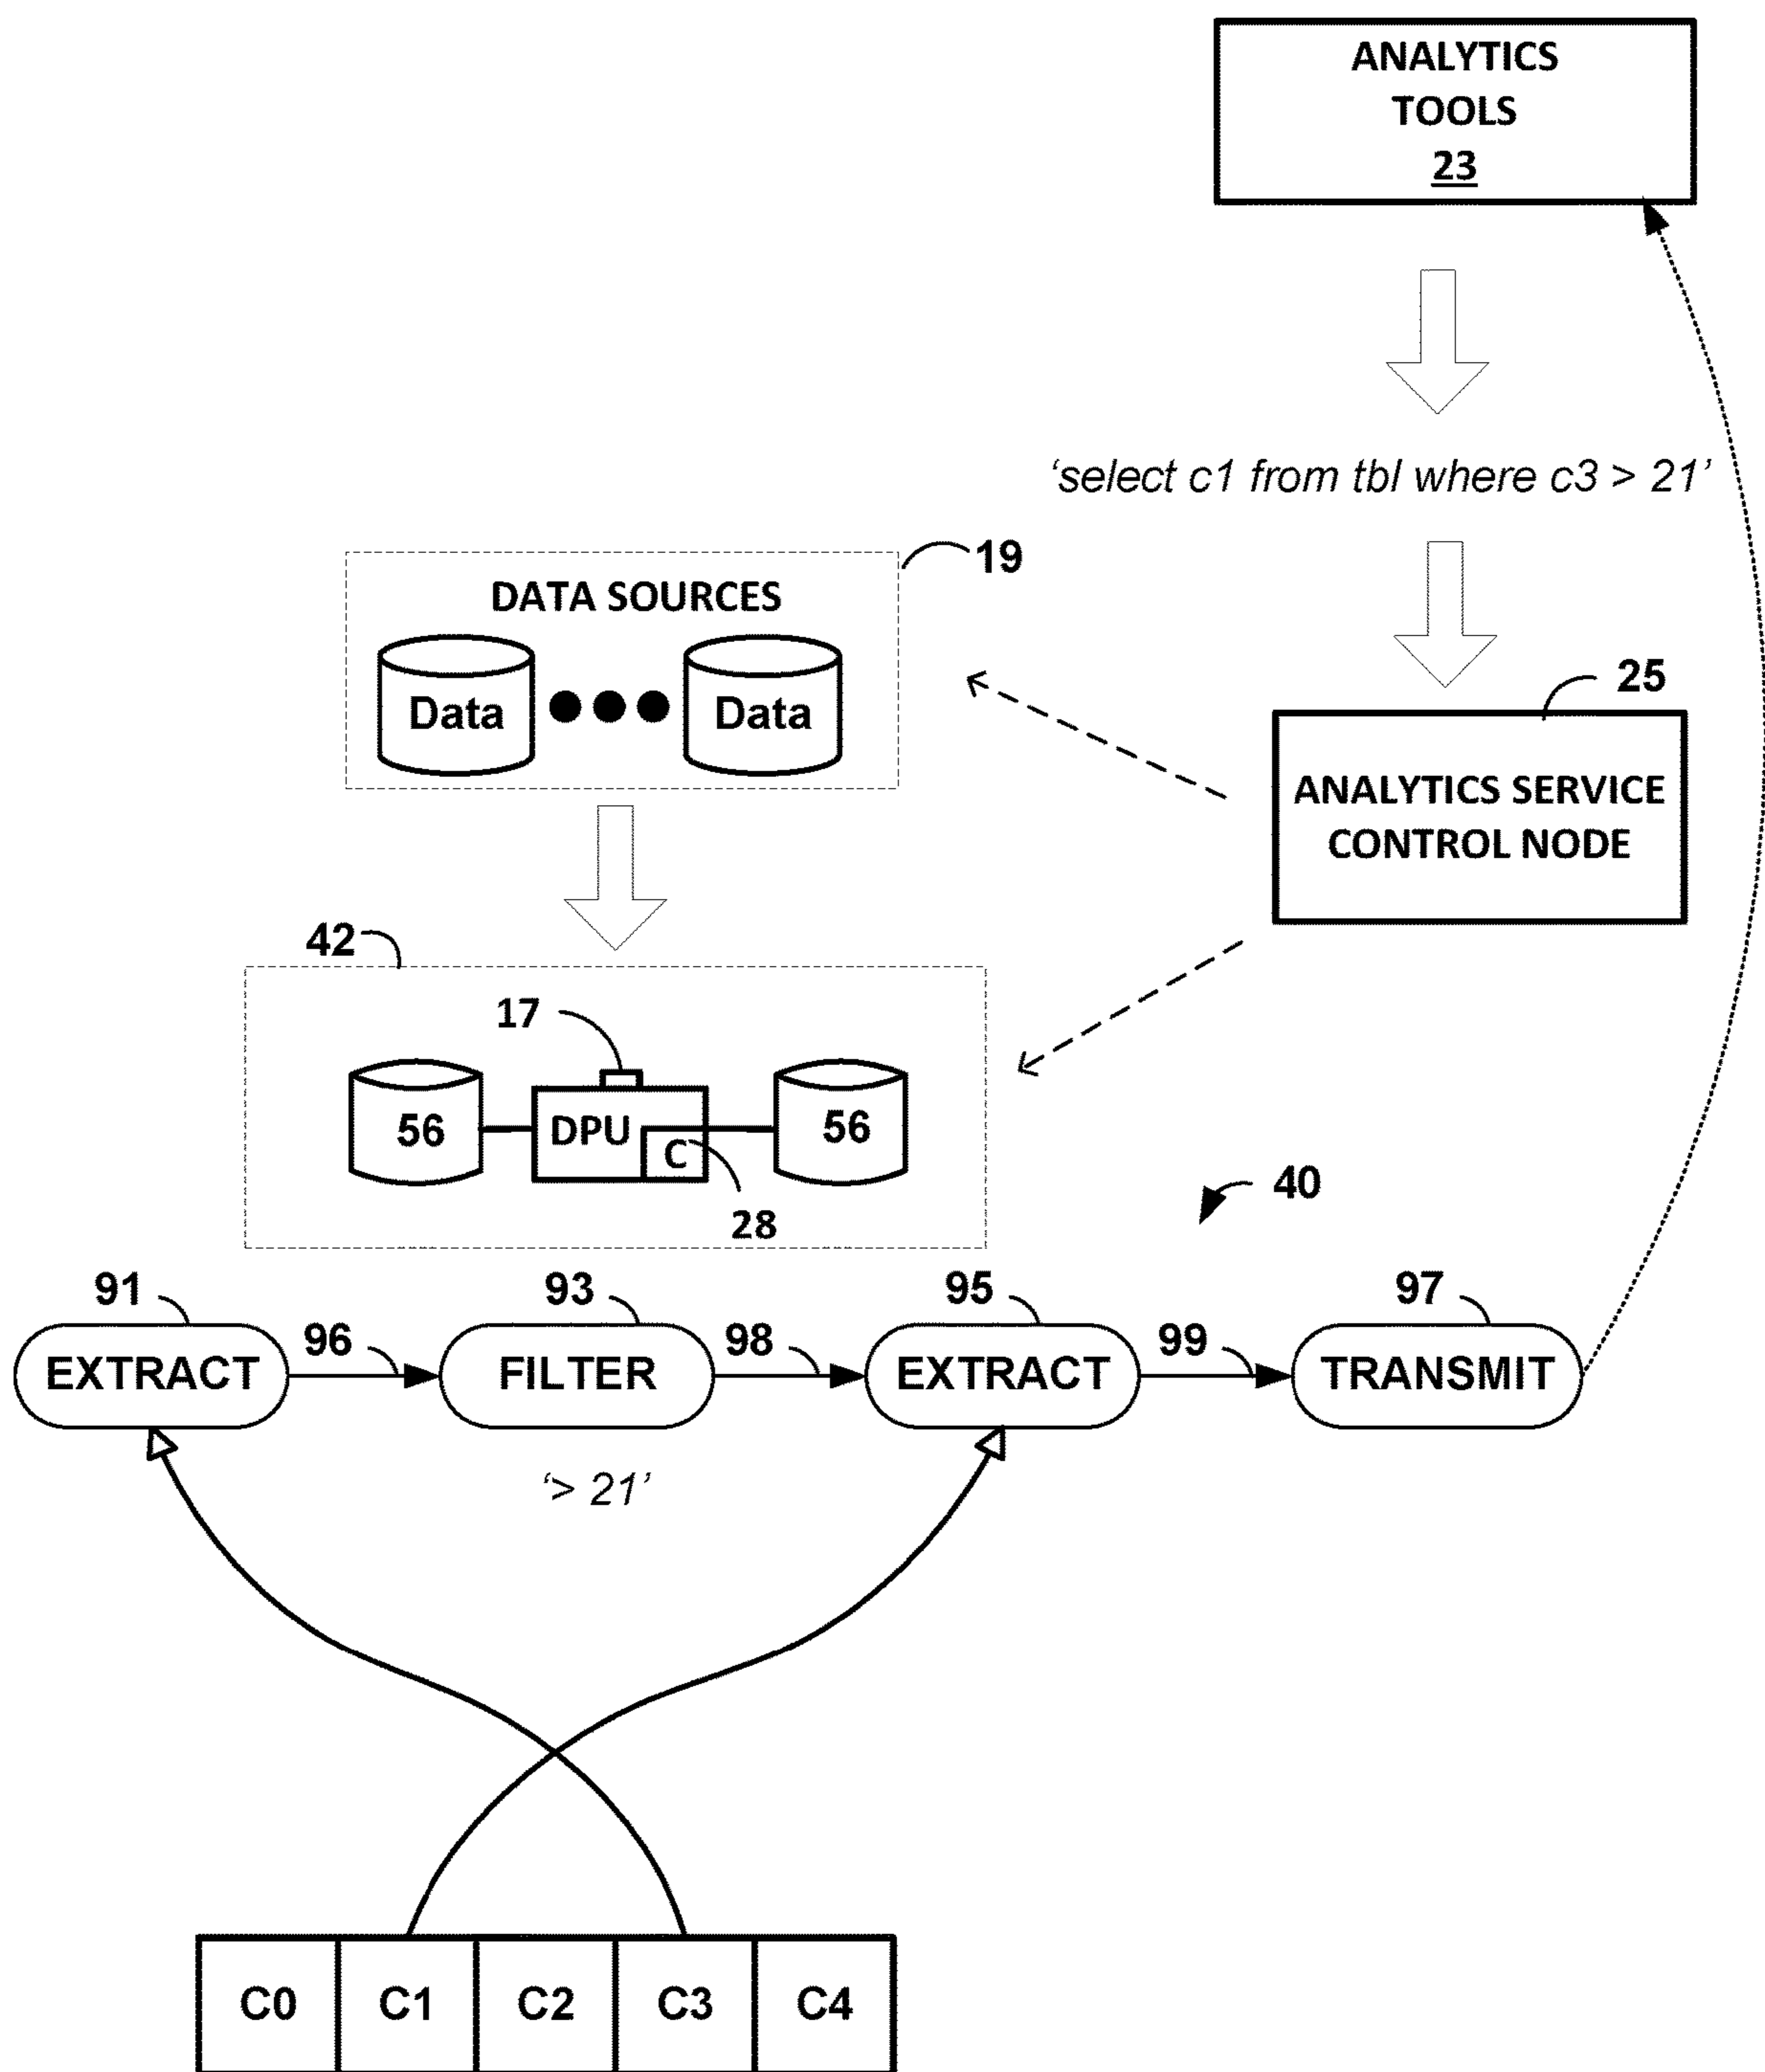 ANALYTICS
TOOLS
23
‘select c1 from tbl where c3 > 21’
19
DATA SOURCES
Data
Data
25
ANALYTICS SERVICE
CONTROL NODE
42
17
56
DPU
C
56
28
40
91
93
95
97
EXTRACT
96
FILTER
98
EXTRACT
99
TRANSMIT
‘> 21’
C0
C1
C2
C3
C4